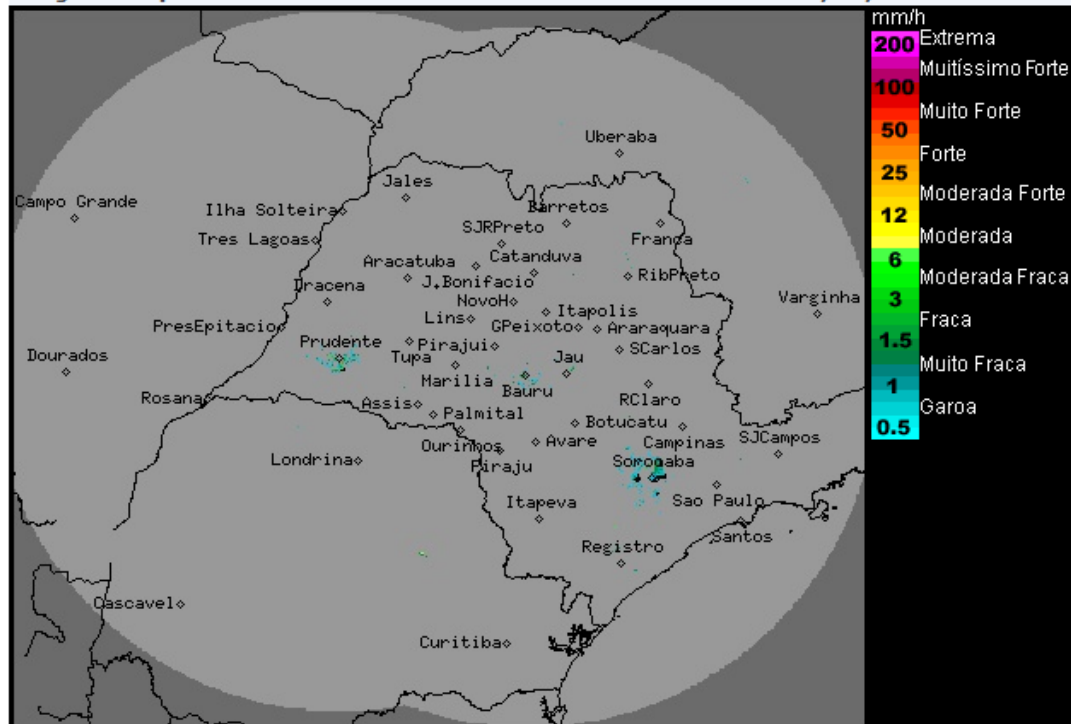 mm/h
200 Extrema
Muitíssimo Forte
100
Muito Forte
50
Forte
25
Moderada Forte
12
Moderada
6
Moderada Fraca
3
Fraca
1.5
Muito Fraca
1
Garoa
0.5
Uberaba
Jales
Campo Grande
Ilha Solteira
Barretos
Tres Lagoas
SJRPreto
Franca
Aracatuba
Catanduva
J.Bonifacio
RibPreto
Dracena
NovoH
Itapolis
Varginha
PresEpitacio
Lins
GPeixoto
Araraquara
Prudente
Pirajui
SCarlos
Dourados
Tupa
Jau
Marilia
Bauru
Rosana
Assis
RClaro
Palmital
Botucatu
Ourinhos
Avare
Campinas
SJCampos
Londrina
Piraju
Sorocaba
Itapeva
Sao Paulo
Santos
Registro
Cascavel
Curitiba